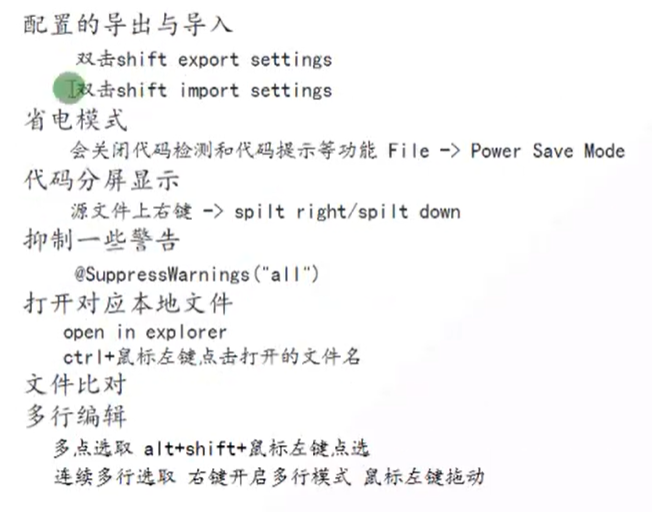 配置的导出与导入
双击shift export settings
双击shift import settings
省电模式
会关闭代码检测和代码提示等功能 File -> Power Save Mode
代码分屏显示
源文件上右键 -> spilt right/spilt down
抑制一些警告
@SuppressWarnings("all")
打开对应本地文件
open in explorer
ctrl+鼠标左键点击打开的文件名
文件比对
多行编辑
多点选取 alt+shift+鼠标左键点选
连续多行选取 右键开启多行模式 鼠标左键拖动